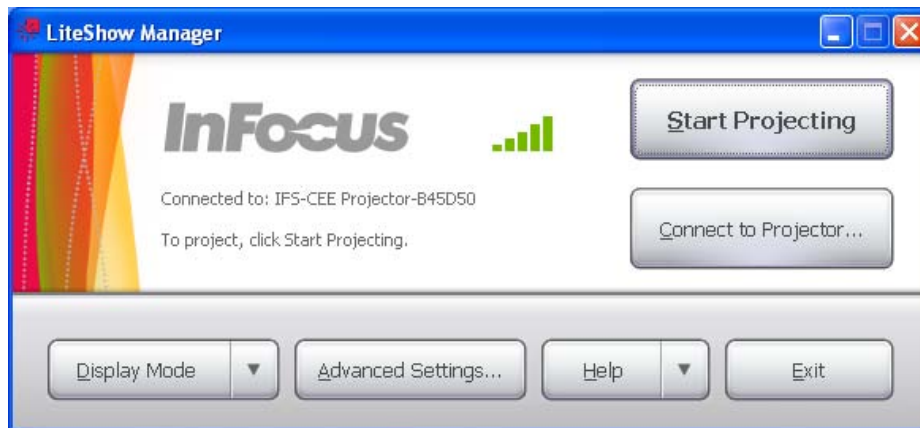 LiteShow Manager
InFocus
Start Projecting
Connected to: IFS-CEE Projector-B45D50
To project, click Start Projecting.
Connect to Projector...
Display Mode
Advanced Settings...
Help
Exit